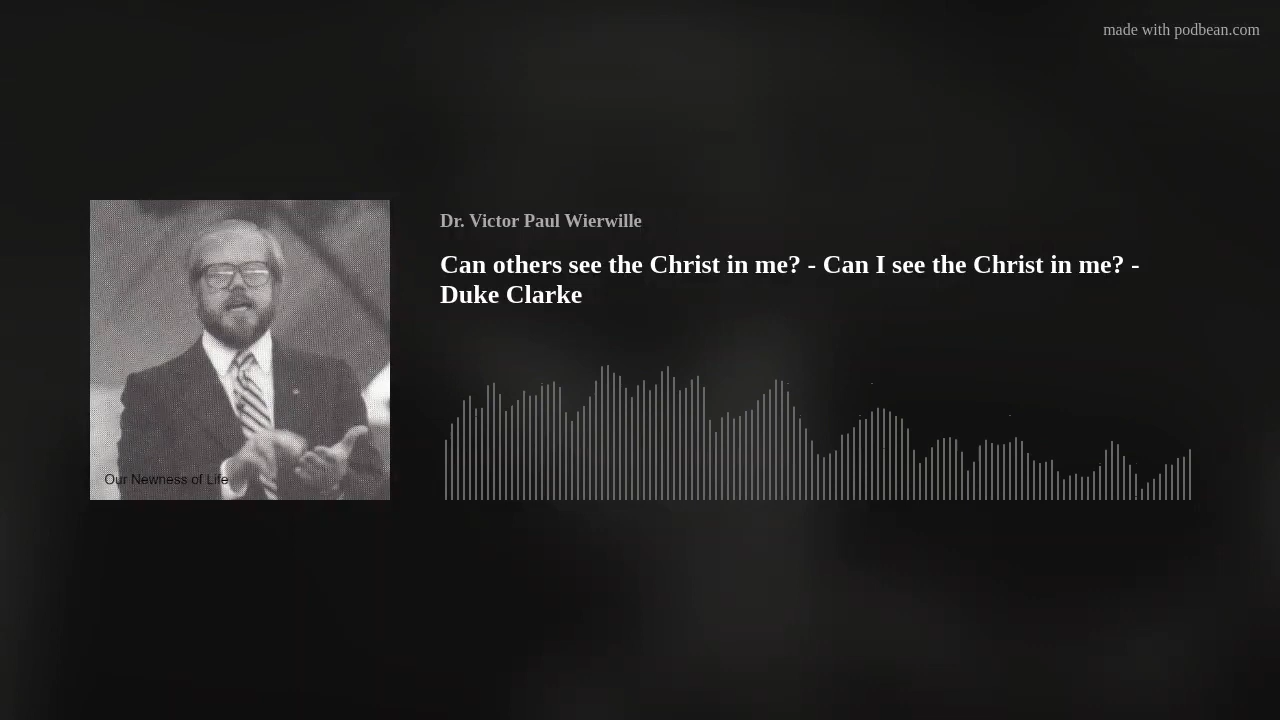 made with podbean.com
Dr. Victor Paul Wierwille
Can others see the Christ in me? - Can I see the Christ in me? -
Duke Clarke
Our Newness of Life